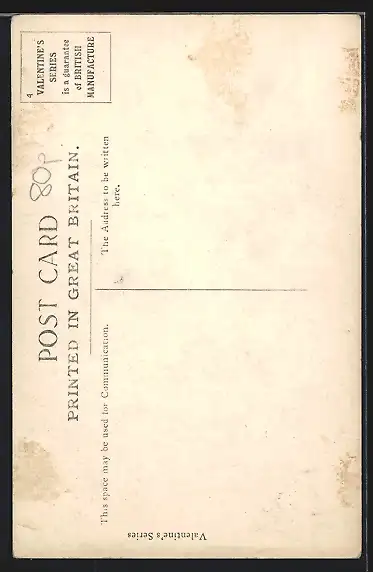 POST CARD
PRINTED IN GREAT BRITAIN.
80p
4
VALENTINE'S
SERIES
is a guarantee
of BRITISH
MANUFACTURE
This space may be used for Communication.
The Address to be written
here.
Valentine's Series